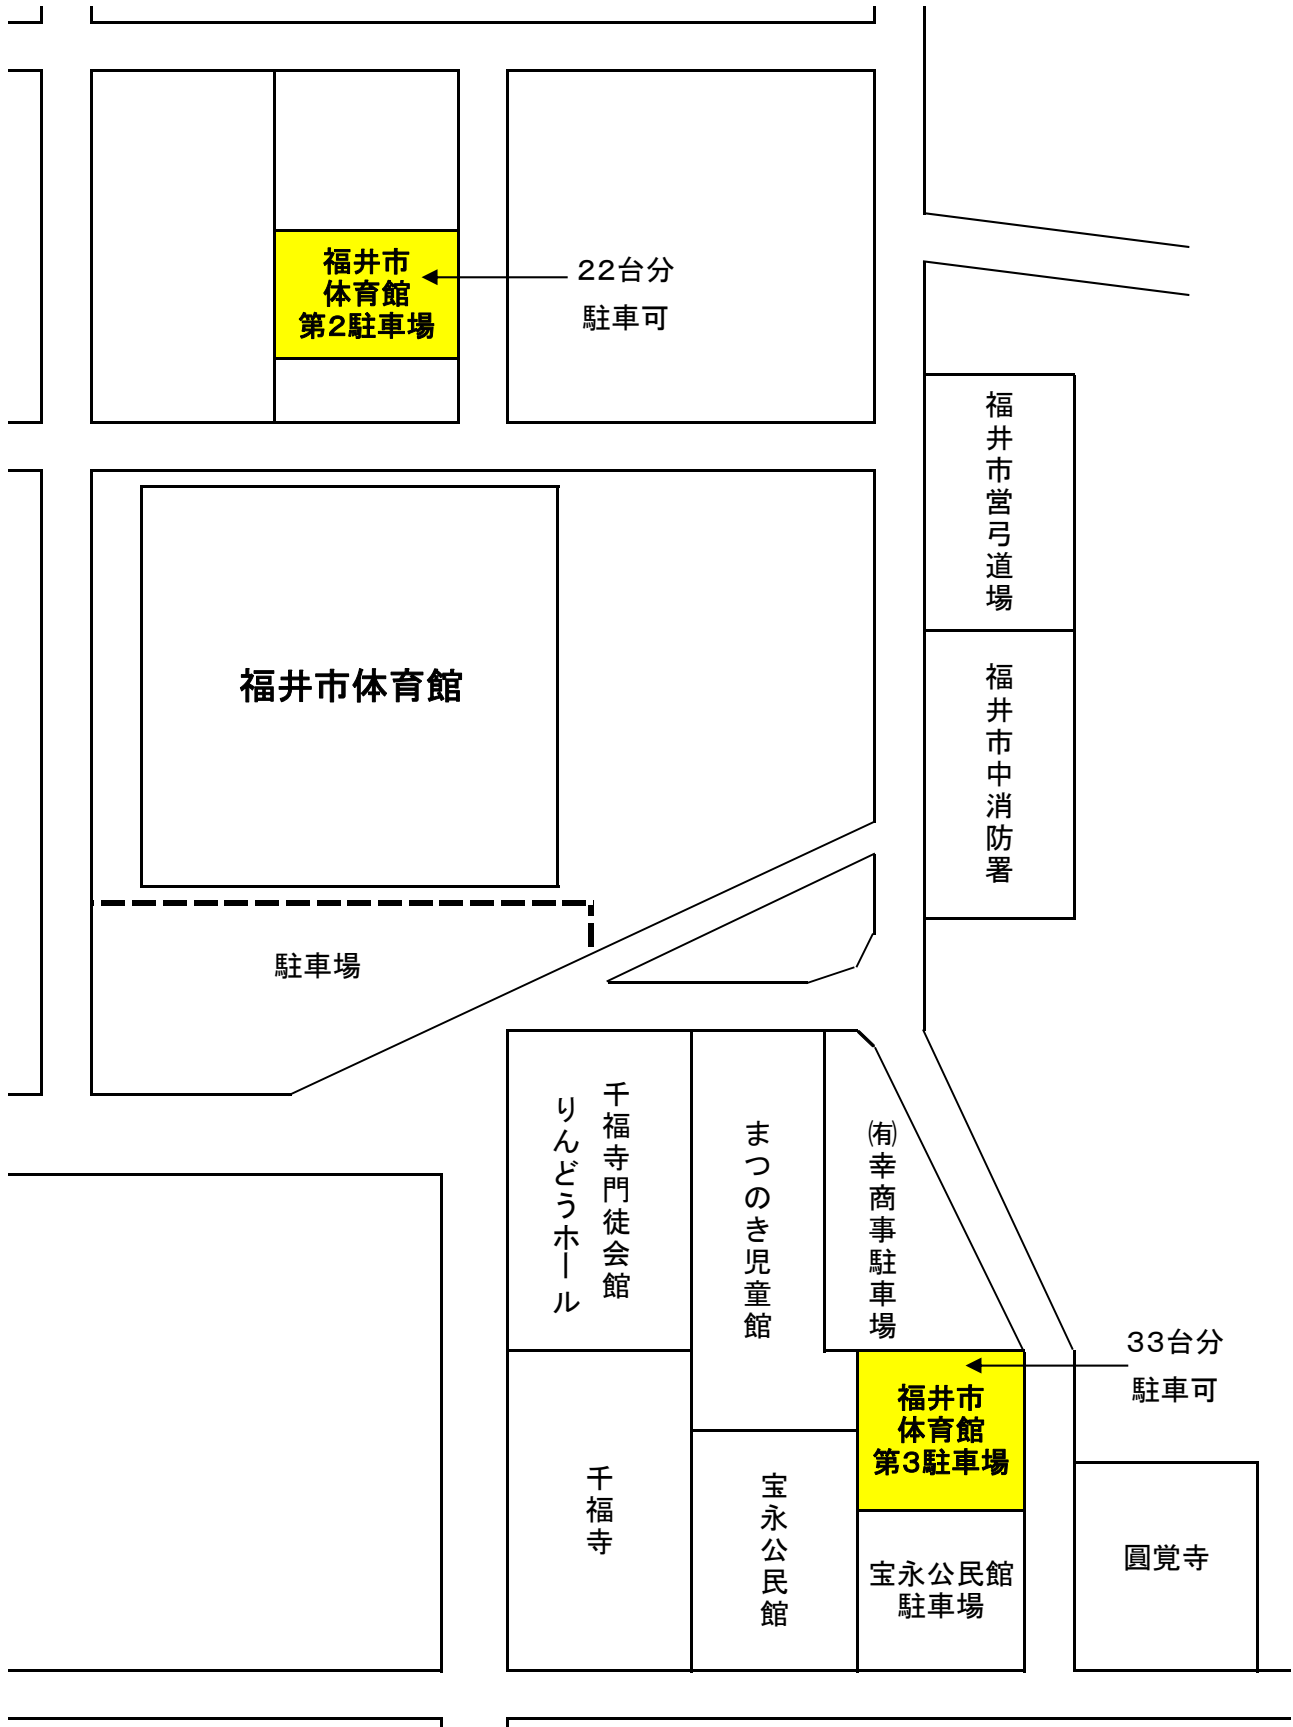 福井市
体育館
第2駐車場
22台分
駐車可
福井市営弓道場
福井市体育館
福井市中消防署
駐車場
千福寺門徒会館
りんどうホール
まつのき児童館
㈲幸商事駐車場
33台分
駐車可
福井市
体育館
第3駐車場
千福寺
宝永公民館
宝永公民館
駐車場
圓覚寺